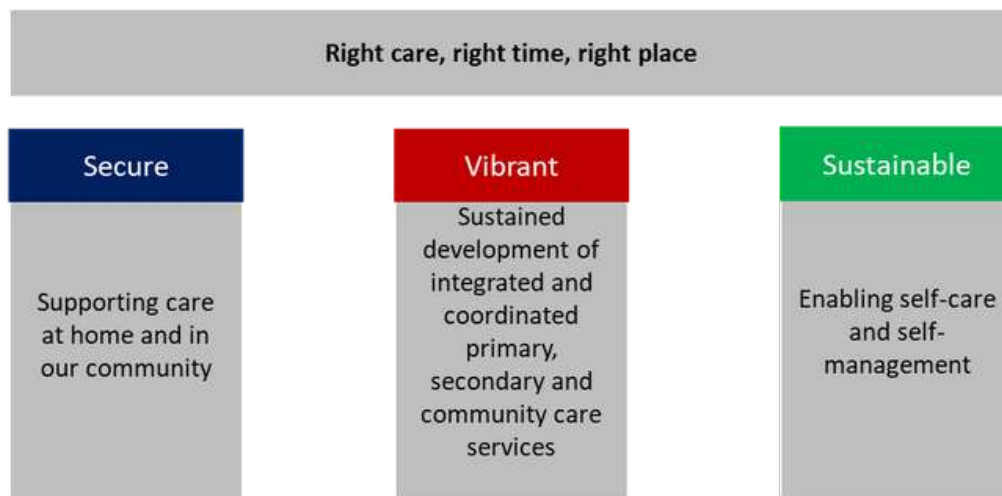 Right care, right time, right place
Secure
Supporting care
at home and in
our community
Vibrant
Sustained
development of
integrated and
coordinated
primary,
secondary and
community care
services
Sustainable
Enabling self-care
and self-
management